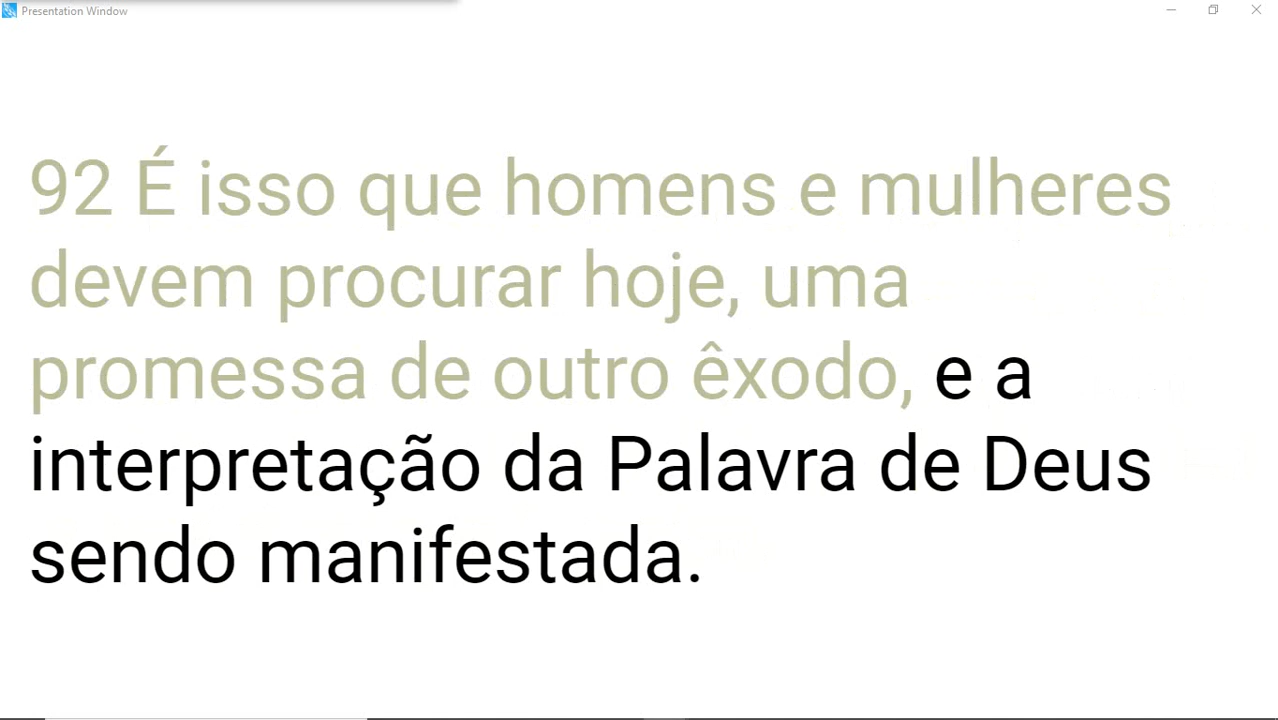 Presentation Window
92 É isso que homens e mulheres
devem procurar hoje, uma
promessa de outro êxodo, e a
interpretação da Palavra de Deus
sendo manifestada.